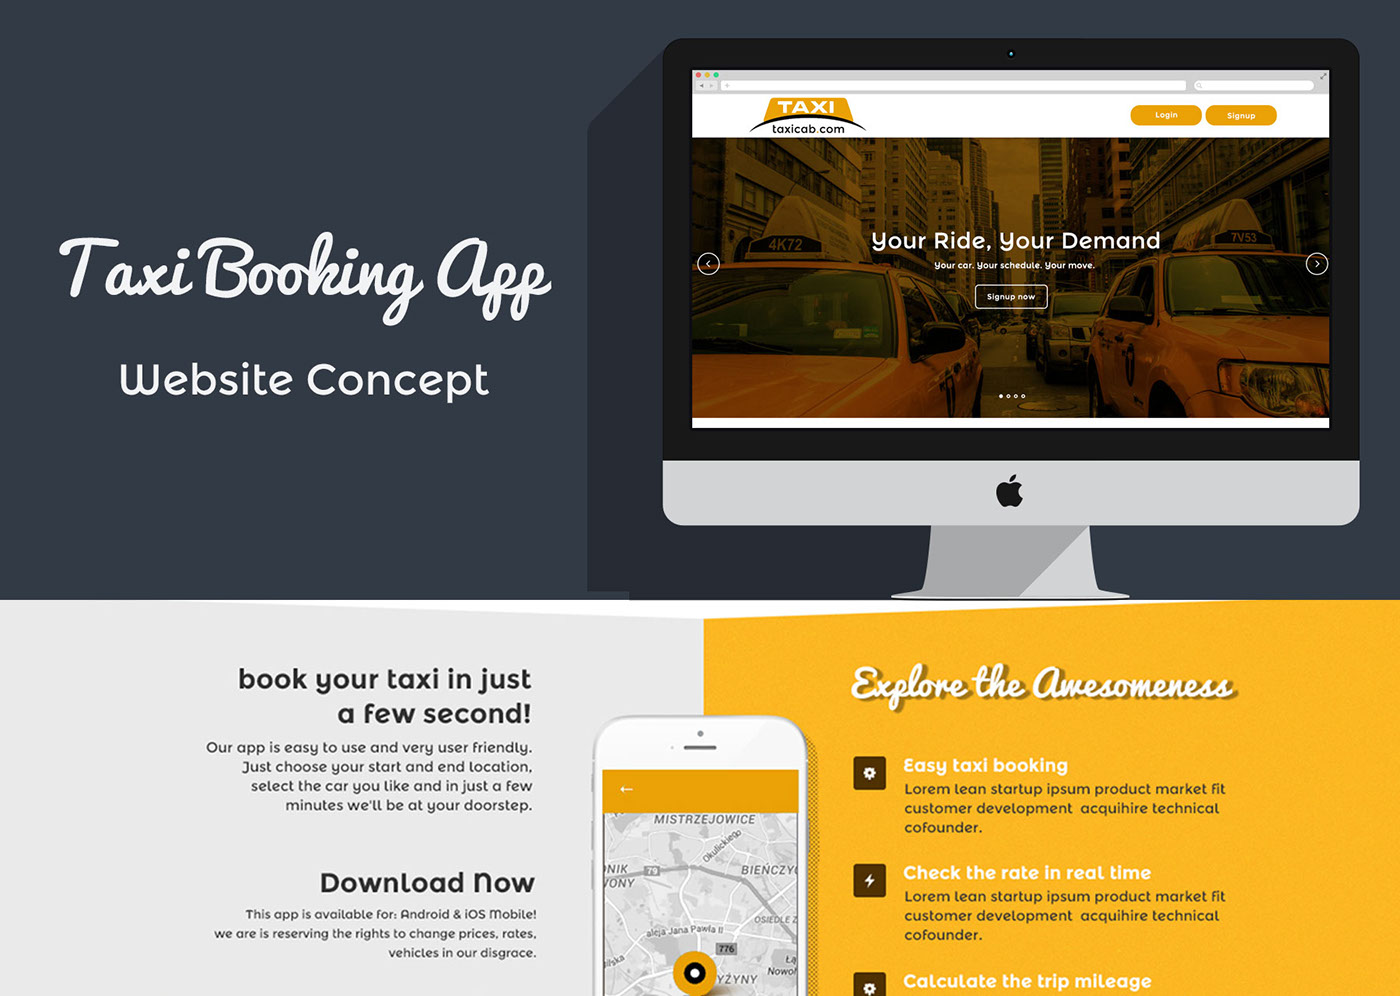 Taxi Booking App
Website Concept
TAXI
taxicab.com
Login
Signup
4K72
7V53
Your Ride, Your Demand
Your car. Your schedule. Your move.
Signup now
book your taxi in just
a few second!
Our app is easy to use and very user friendly.
Just choose your start and end location,
select the car you like and in just a few
minutes we'll be at your doorstep.
Download Now
This app is available for: Android & iOS Mobile!
we are is reserving the rights to change prices, rates,
vehicles in our disgrace.
MISTRZEJOWICE
Okulickiego
79
BIEŃCZY
NIK
WONY
OSIEDLE Z
aleja Jana Pawła II
776
ilska
YŻYNY
Łą
Nowoh
Explore the Awesomeness
Easy taxi booking
Lorem lean startup ipsum product market fit
customer development acquihire technical
cofounder.
Check the rate in real time
Lorem lean startup ipsum product market fit
customer development acquihire technical
cofounder.
Calculate the trip mileage